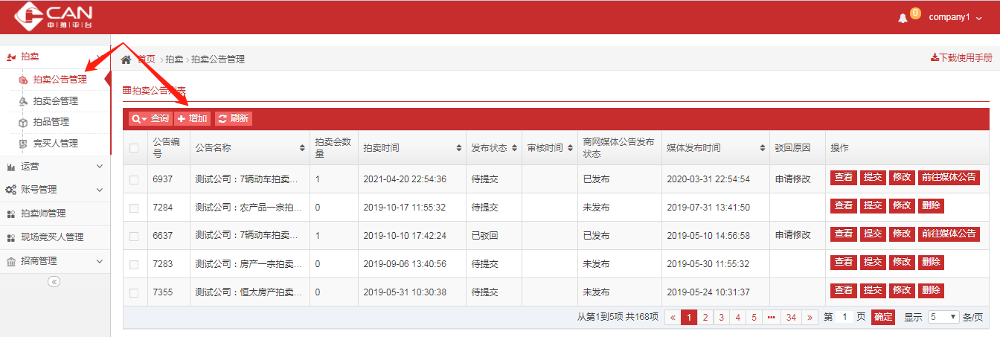 CAN
中拍平台
0 company1
拍卖
拍卖公告管理
拍卖会管理
拍品管理
竞买人管理
运营
账号管理
拍卖师管理
现场竞买人管理
招商管理
首页 > 拍卖 > 拍卖公告管理
下载使用手册
拍卖公告列表
查询 增加 刷新
公告编号 公告名称 拍卖会数量 拍卖时间 发布状态 审核时间 商网媒体公告发布状态 媒体发布时间 驳回原因 操作
6937 测试公司：7辆动车拍卖... 1 2021-04-20 22:54:36 待提交 已发布 2020-03-31 22:54:54 申请修改 查看 提交 修改 前往媒体公告
7284 测试公司：农产品一宗拍... 0 2019-10-17 11:55:32 待提交 未发布 2019-07-31 13:41:50 查看 提交 修改 删除
6637 测试公司：7辆动车拍卖... 1 2019-10-10 17:42:24 已驳回 已发布 2019-05-10 14:56:58 申请修改 查看 提交 修改 前往媒体公告
7283 测试公司：房产一宗拍卖... 0 2019-09-06 13:40:56 待提交 未发布 2019-05-30 11:55:32 查看 提交 修改 删除
7355 测试公司：恒太房产拍卖... 0 2019-05-31 10:30:38 待提交 未发布 2019-05-24 10:31:37 查看 提交 修改 删除
从第1到5项 共168项 « 1 2 3 4 5 ... 34 » 第 1 页 确定 显示 5 条/页